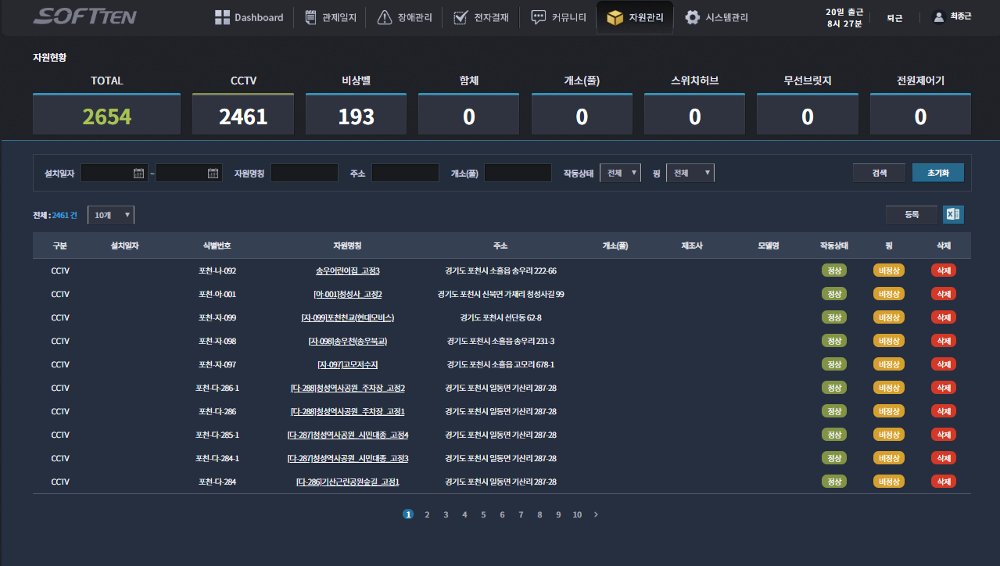 SOFTTEN
Dashboard 관제일지 장애관리 전자결재 커뮤니티 자원관리 시스템관리 20일 출근 8시 27분 퇴근 최종근
자원현황
TOTAL CCTV 비상벨 함체 개소(폴) 스위치허브 무선브릿지 전원제어기
2654 2461 193 0 0 0 0 0
설치일자 ~ 자원명칭 주소 개소(폴) 작동상태 전체 ▼ 핑 전체 ▼ 검색 초기화
전체 : 2461 건 10개 ▼ 등록
구분 설치일자 식별번호 자원명칭 주소 개소(폴) 제조사 모델명 작동상태 핑 삭제
CCTV 포천-나-092 송우어린이집_고정3 경기도 포천시 소흘읍 송우리 222-66 정상 비정상 삭제
CCTV 포천-아-001 [아-001]청성사_고정2 경기도 포천시 신북면 가채리 청성사길 99 정상 비정상 삭제
CCTV 포천-자-099 [자-099]포천천교(현대모비스) 경기도 포천시 선단동 62-8 정상 비정상 삭제
CCTV 포천-자-098 [자-098]송우천(송우북교) 경기도 포천시 소흘읍 송우리 231-3 정상 비정상 삭제
CCTV 포천-자-097 [자-097]고모저수지 경기도 포천시 소흘읍 고모리 678-1 정상 비정상 삭제
CCTV 포천-다-286-1 [다-288]청성역사공원_주차장_고정2 경기도 포천시 일동면 기산리 287-28 정상 비정상 삭제
CCTV 포천-다-286 [다-288]청성역사공원_주차장_고정1 경기도 포천시 일동면 기산리 287-28 정상 비정상 삭제
CCTV 포천-다-285-1 [다-287]청성역사공원_시민대종_고정4 경기도 포천시 일동면 기산리 287-28 정상 비정상 삭제
CCTV 포천-다-284-1 [다-287]청성역사공원_시민대종_고정3 경기도 포천시 일동면 기산리 287-28 정상 비정상 삭제
CCTV 포천-다-284 [다-286]기산근린공원숲길_고정1 경기도 포천시 일동면 기산리 287-28 정상 비정상 삭제
1 2 3 4 5 6 7 8 9 10 >